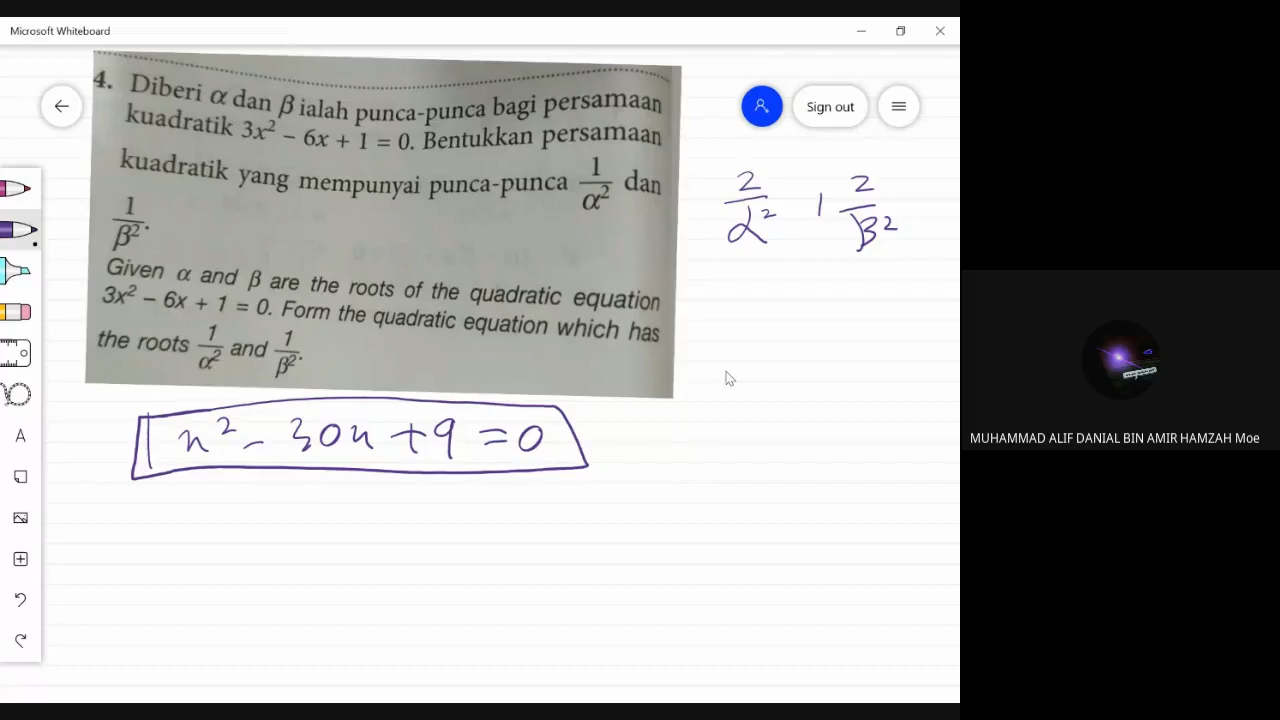 Microsoft Whiteboard
Sign out
4. Diberi α dan β ialah punca-punca bagi persamaan
kuadratik 3x² − 6x + 1 = 0. Bentukkan persamaan
kuadratik yang mempunyai punca-punca 1/α² dan
1/β².
Given α and β are the roots of the quadratic equation
3x² − 6x + 1 = 0. Form the quadratic equation which has
the roots 1/α² and 1/β².
2/α² , 2/β²
x² − 30x + 9 = 0
A
MUHAMMAD ALIF DANIAL BIN AMIR HAMZAH Moe